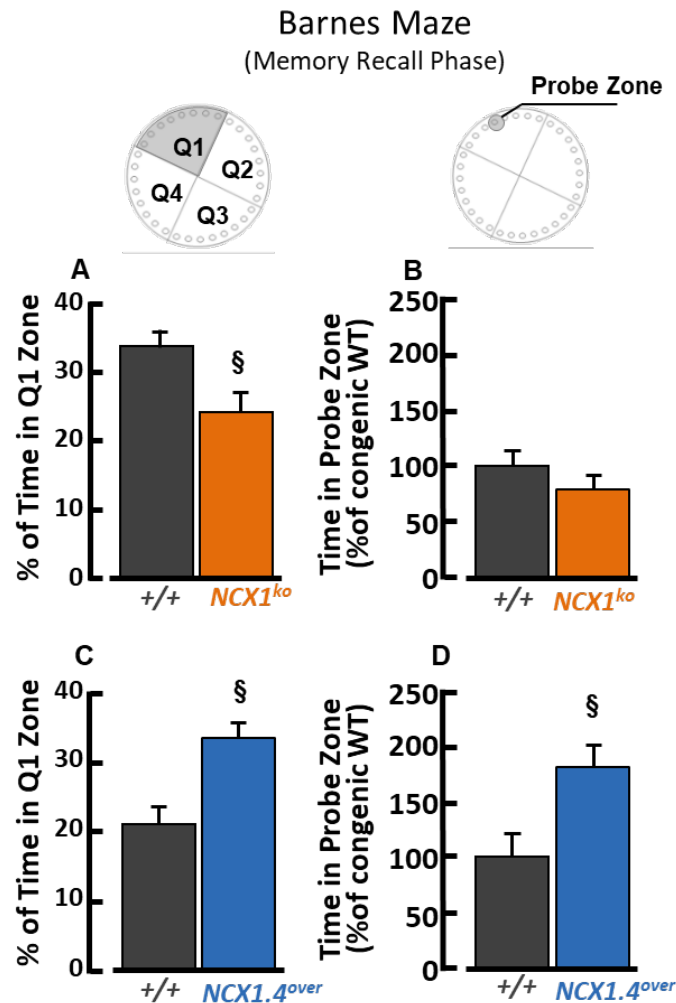 Barnes Maze
(Memory Recall Phase)
Probe Zone
Q1
Q2
Q4
Q3
A
% of Time in Q1 Zone
40
30
20
10
0
§
+/+
NCX1ᵏᵒ
B
Time in Probe Zone
(%of congenic WT)
250
200
150
100
50
0
+/+
NCX1ᵏᵒ
C
% of Time in Q1 Zone
40
30
20
10
0
§
+/+
NCX1.4ᵒᵛᵉʳ
D
Time in Probe Zone
(%of congenic WT)
250
200
150
100
50
0
§
+/+
NCX1.4ᵒᵛᵉʳ